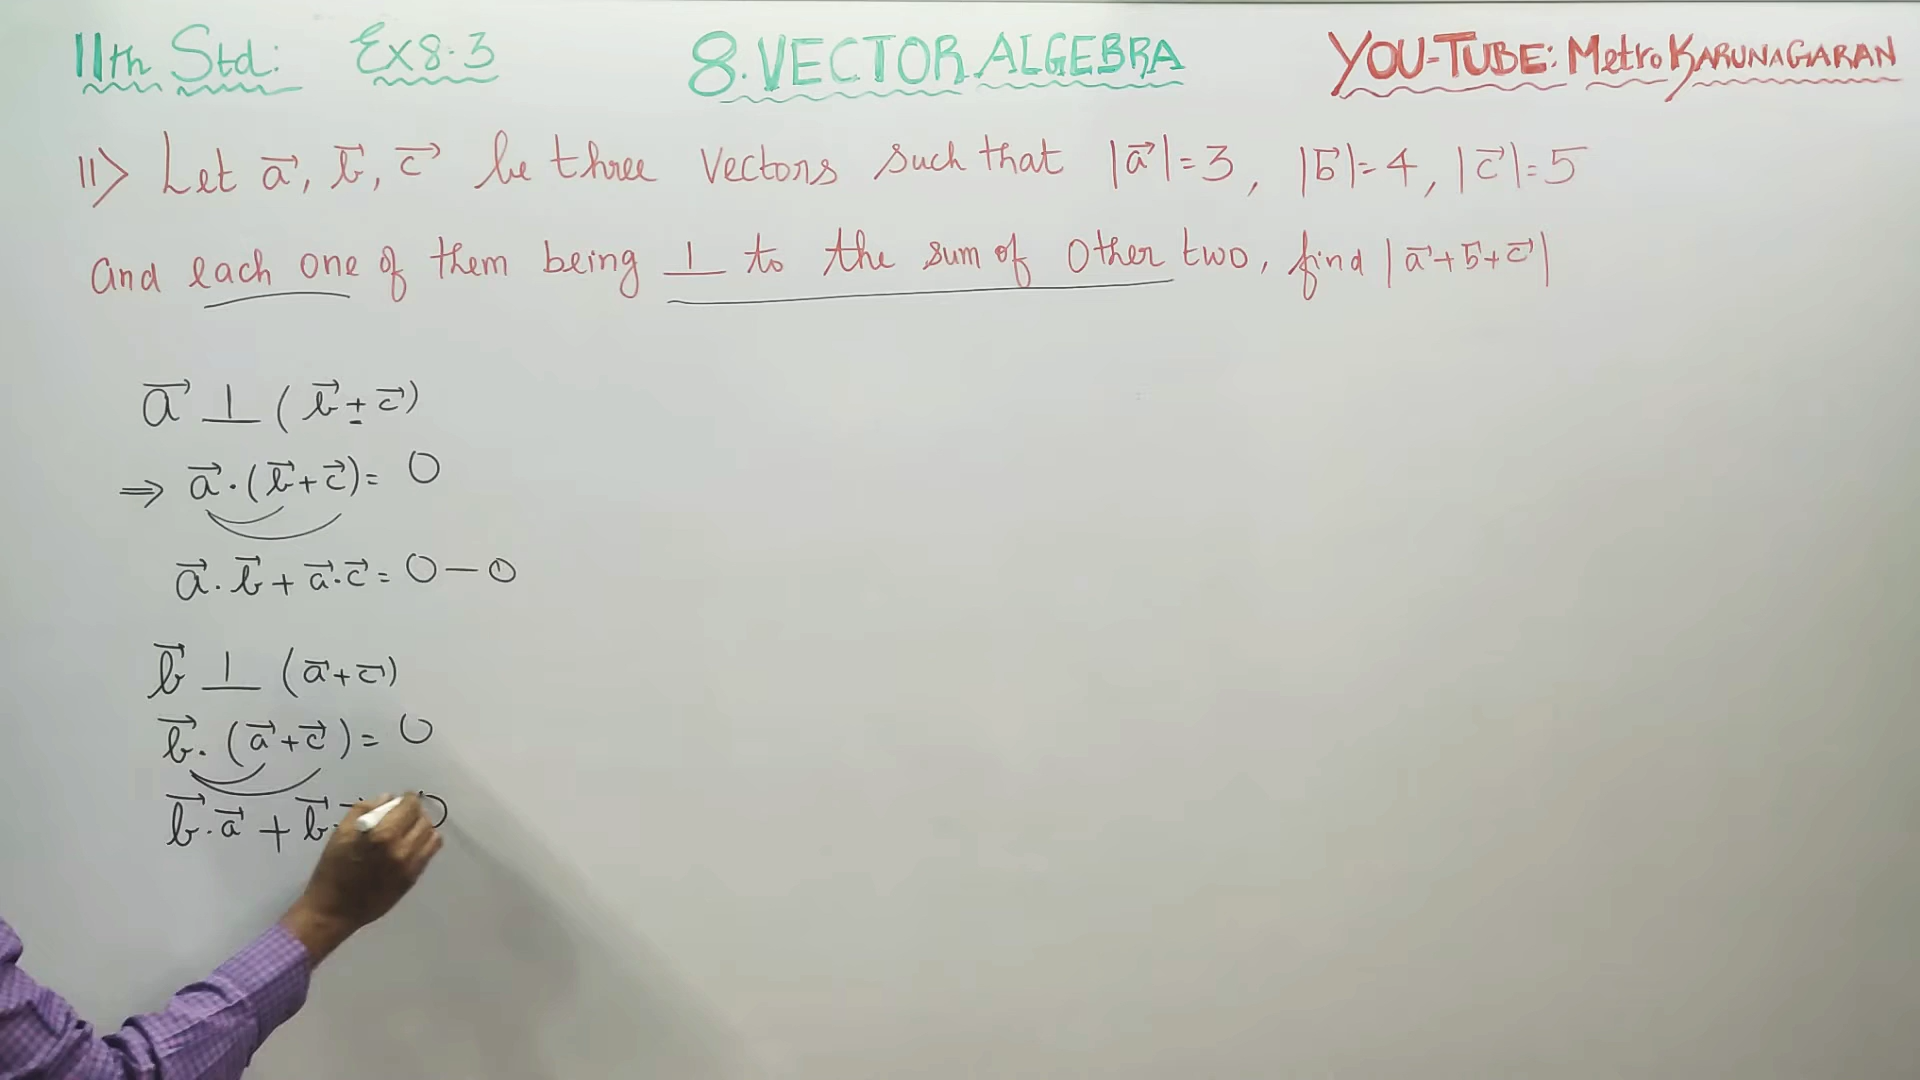 11th Std: Ex 8.3 8. VECTOR ALGEBRA YOU-TUBE: Metro KARUNAGARAN
11> Let a⃗, b⃗, c⃗ be three vectors such that |a⃗|=3, |b⃗|=4, |c⃗|=5
and each one of them being ⊥ to the sum of other two, find |a⃗+b⃗+c⃗|
a⃗ ⊥ (b⃗+c⃗)
⇒ a⃗·(b⃗+c⃗)= 0
a⃗·b⃗+a⃗·c⃗=0—①
b⃗ ⊥ (a⃗+c⃗)
b⃗·(a⃗+c⃗)=0
b⃗·a⃗+b⃗· 0